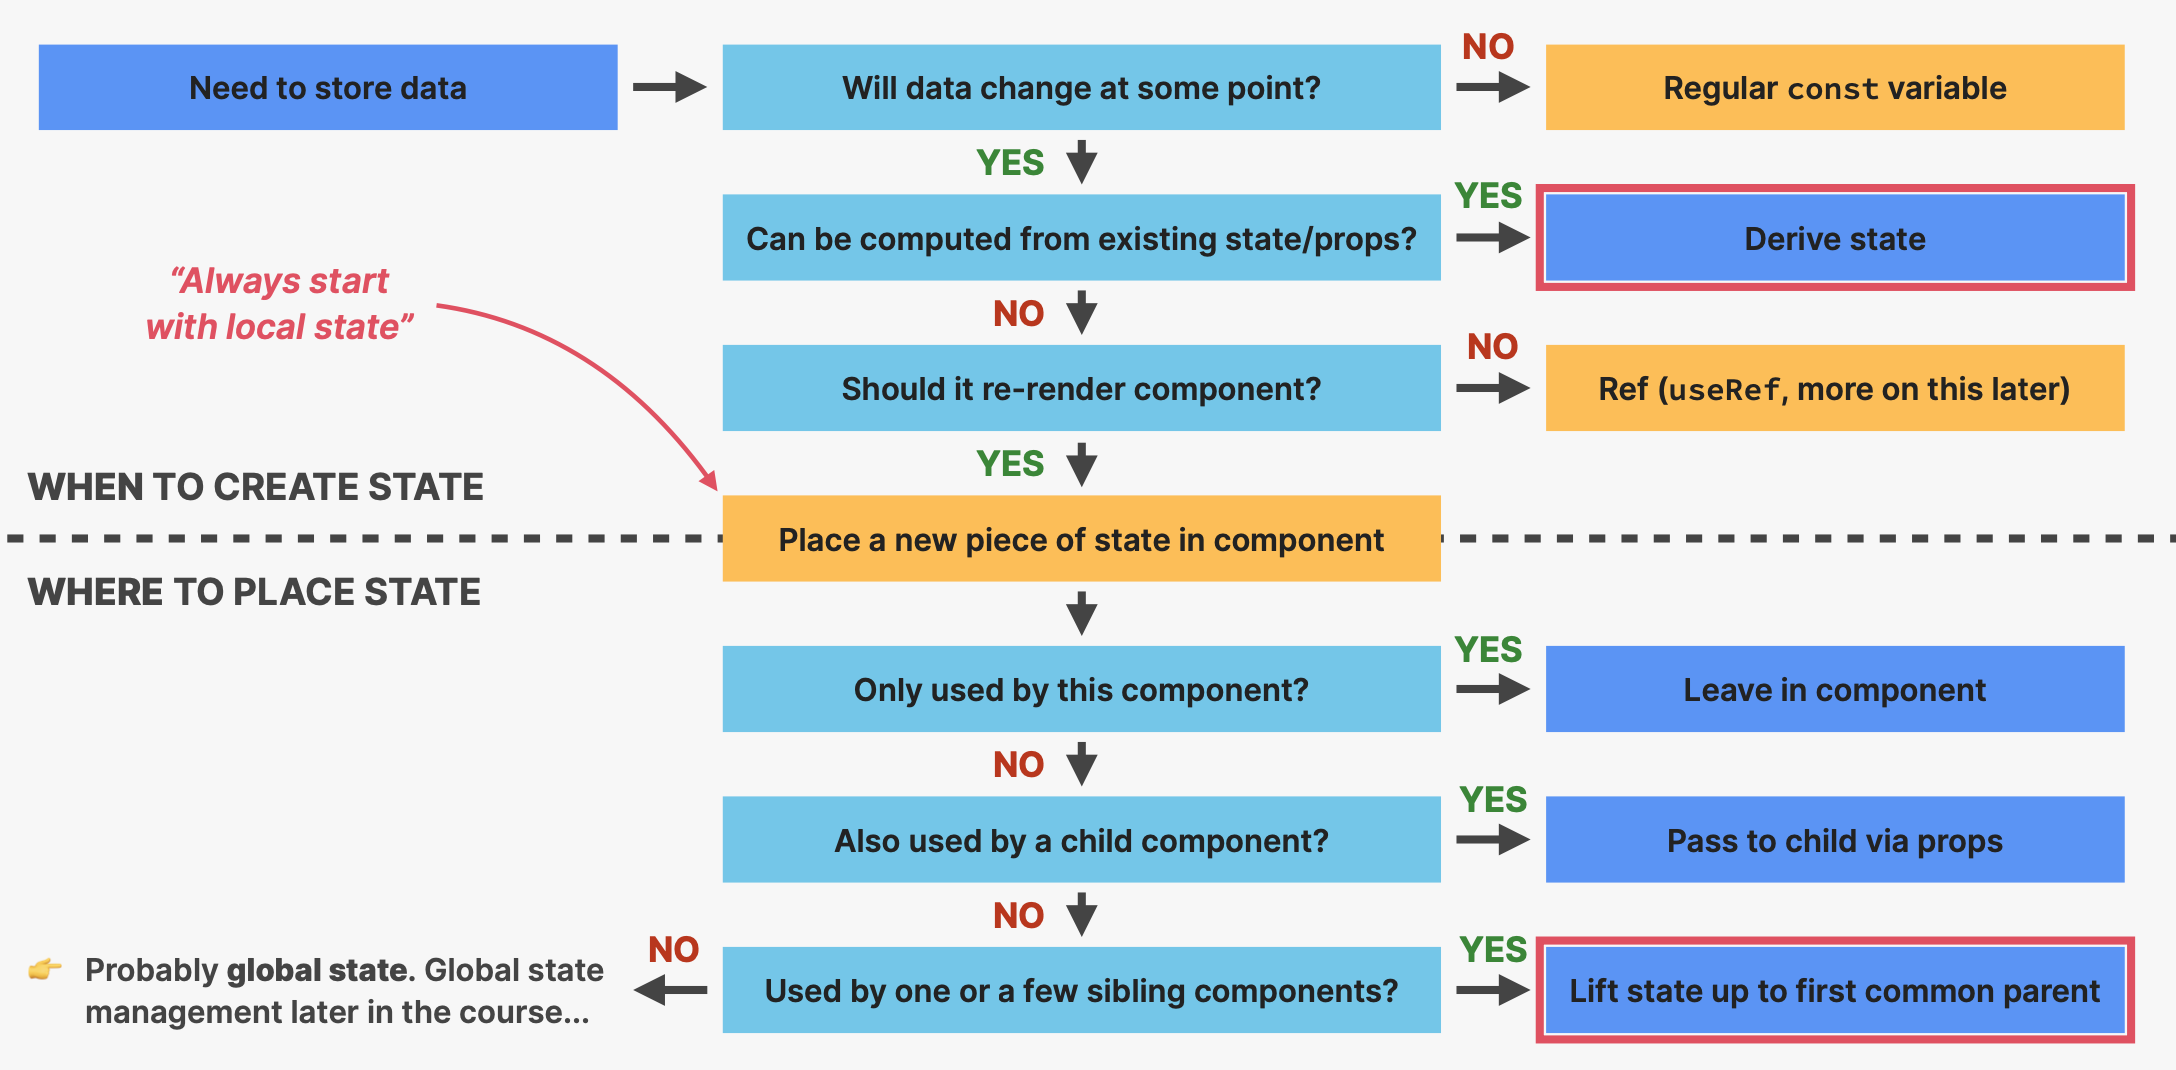 Need to store data
Will data change at some point?
NO
Regular const variable
YES
Can be computed from existing state/props?
YES
Derive state
“Always start
with local state”
NO
Should it re-render component?
NO
Ref (useRef, more on this later)
YES
WHEN TO CREATE STATE
Place a new piece of state in component
WHERE TO PLACE STATE
Only used by this component?
YES
Leave in component
NO
Also used by a child component?
YES
Pass to child via props
NO
Used by one or a few sibling components?
YES
Lift state up to first common parent
NO
👉 Probably global state. Global state
management later in the course...